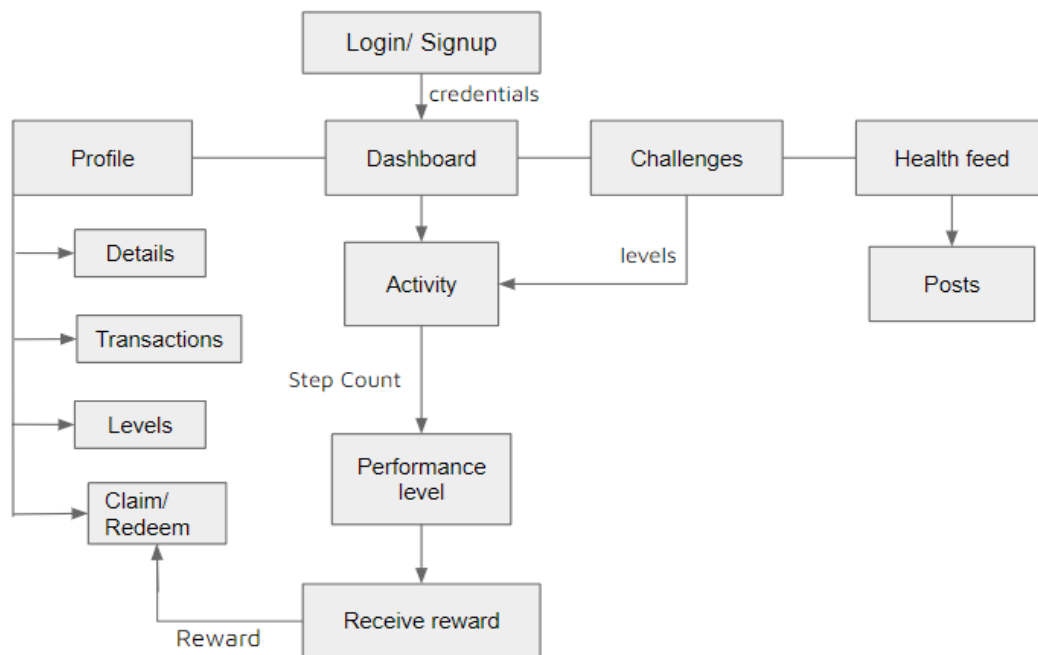 Login/ Signup
credentials
Profile
Dashboard
Challenges
Health feed
Details
Activity
levels
Posts
Transactions
Step Count
Levels
Performance
level
Claim/
Redeem
Receive reward
Reward